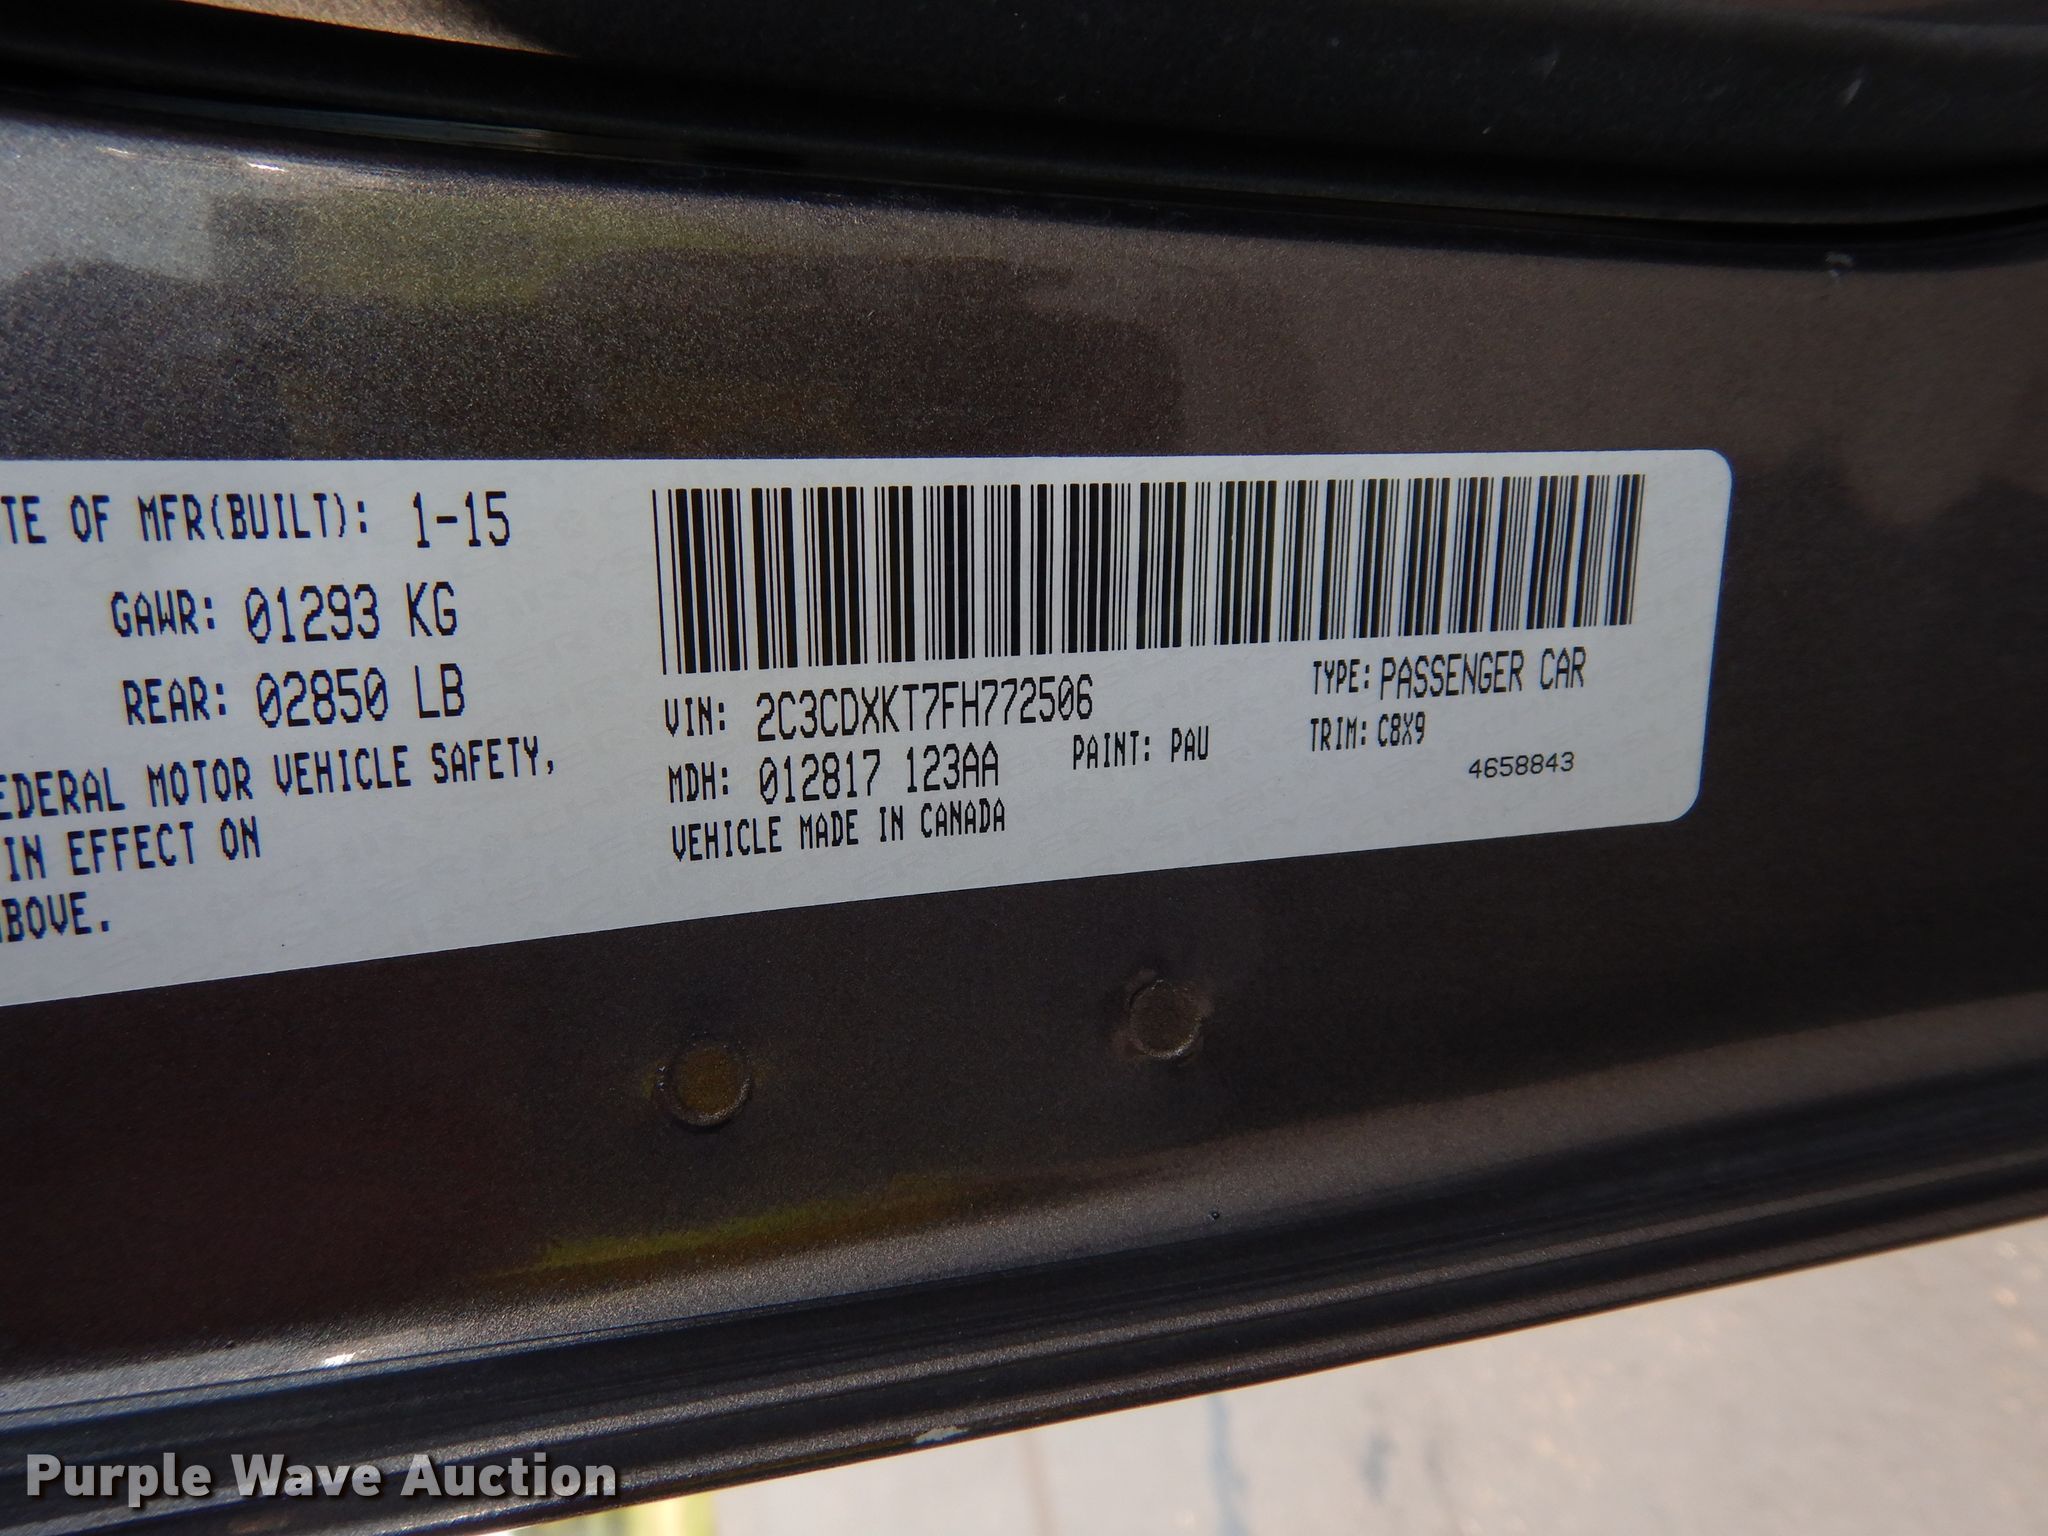 TE OF MFR(BUILT): 1-15
GAWR: 01293 KG
REAR: 02850 LB
EDERAL MOTOR VEHICLE SAFETY,
IN EFFECT ON
ABOVE.
VIN: 2C3CDXKT7FH772506
TYPE: PASSENGER CAR
MDH: 012817 123AA
PAINT: PAU
TRIM: C8X9
VEHICLE MADE IN CANADA
4658843
Purple Wave Auction